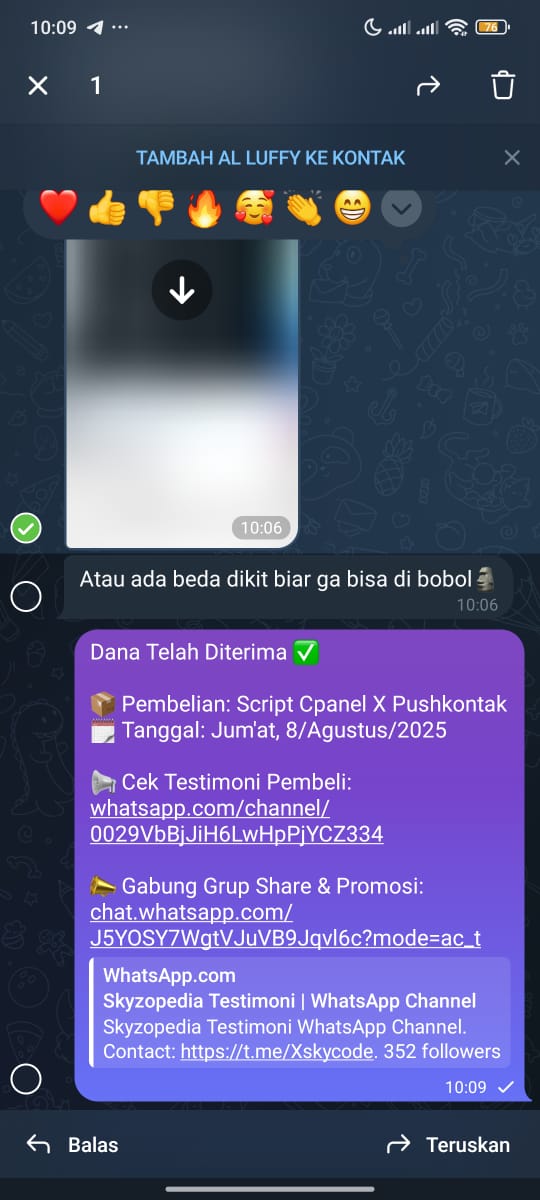 10:09
76
1
TAMBAH AL LUFFY KE KONTAK
10:06
Atau ada beda dikit biar ga bisa di bobol🗿
10:06
Dana Telah Diterima ✅
📦 Pembelian: Script Cpanel X Pushkontak
🗓️ Tanggal: Jum'at, 8/Agustus/2025
📢 Cek Testimoni Pembeli:
whatsapp.com/channel/
0029VbBjJiH6LwHpPjYCZ334
📣 Gabung Grup Share & Promosi:
chat.whatsapp.com/
J5YOSY7WgtVJuVB9Jqvl6c?mode=ac_t
WhatsApp.com
Skyzopedia Testimoni | WhatsApp Channel
Skyzopedia Testimoni WhatsApp Channel.
Contact: https://t.me/Xskycode. 352 followers
10:09
Balas
Teruskan